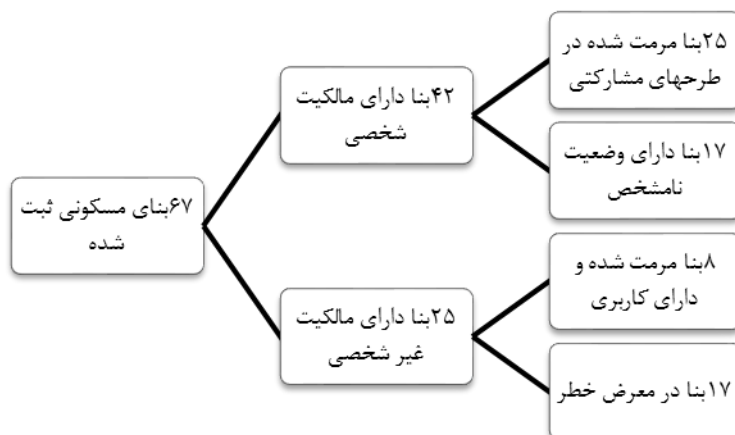 ۶۷بنای مسکونی ثبت
شده
۴۲بنا دارای مالکیت
شخصی
۲۵بنا مرمت شده در
طرحهای مشارکتی
۱۷بنا دارای وضعیت
نامشخص
۲۵بنا دارای مالکیت
غیر شخصی
۸بنا مرمت شده و
دارای کاربری
۱۷بنا در معرض خطر